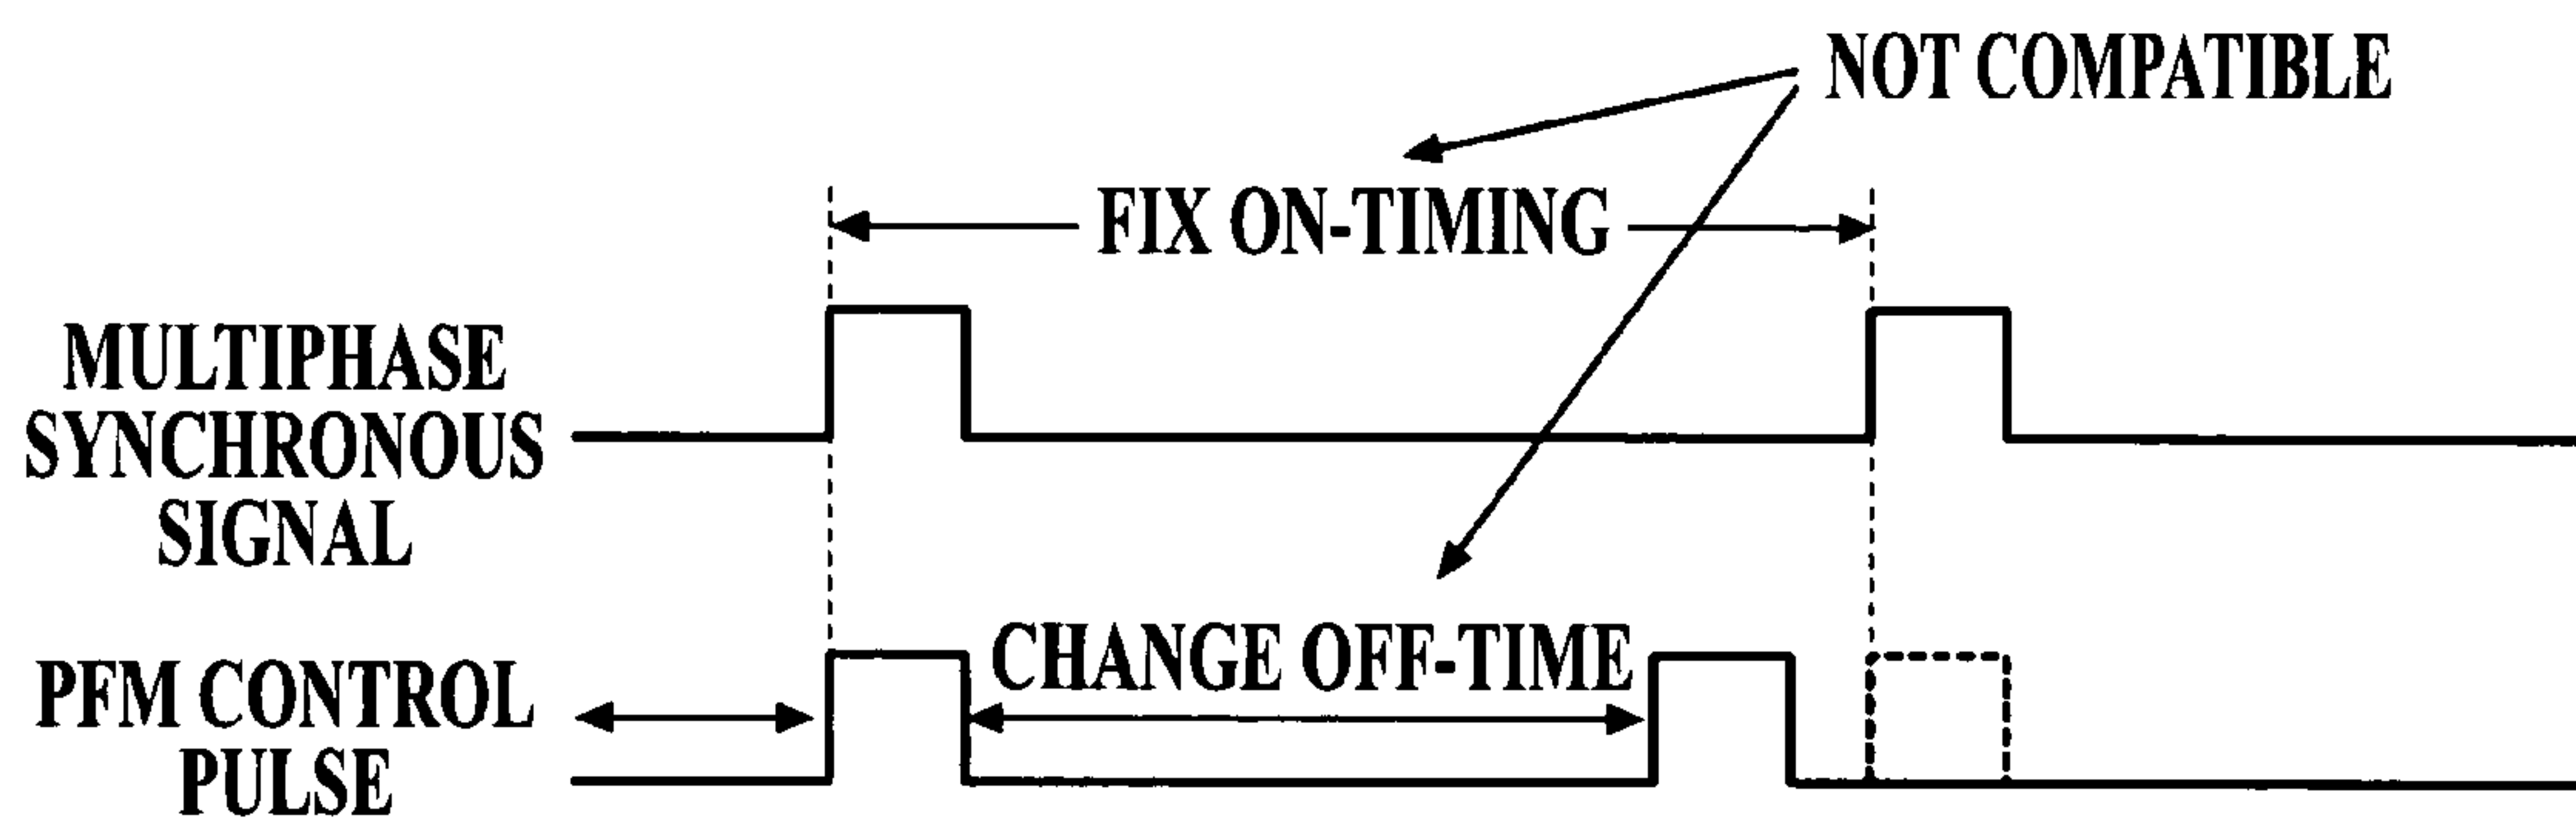 NOT COMPATIBLE
FIX ON-TIMING
MULTIPHASE
SYNCHRONOUS
SIGNAL
CHANGE OFF-TIME
PFM CONTROL
PULSE